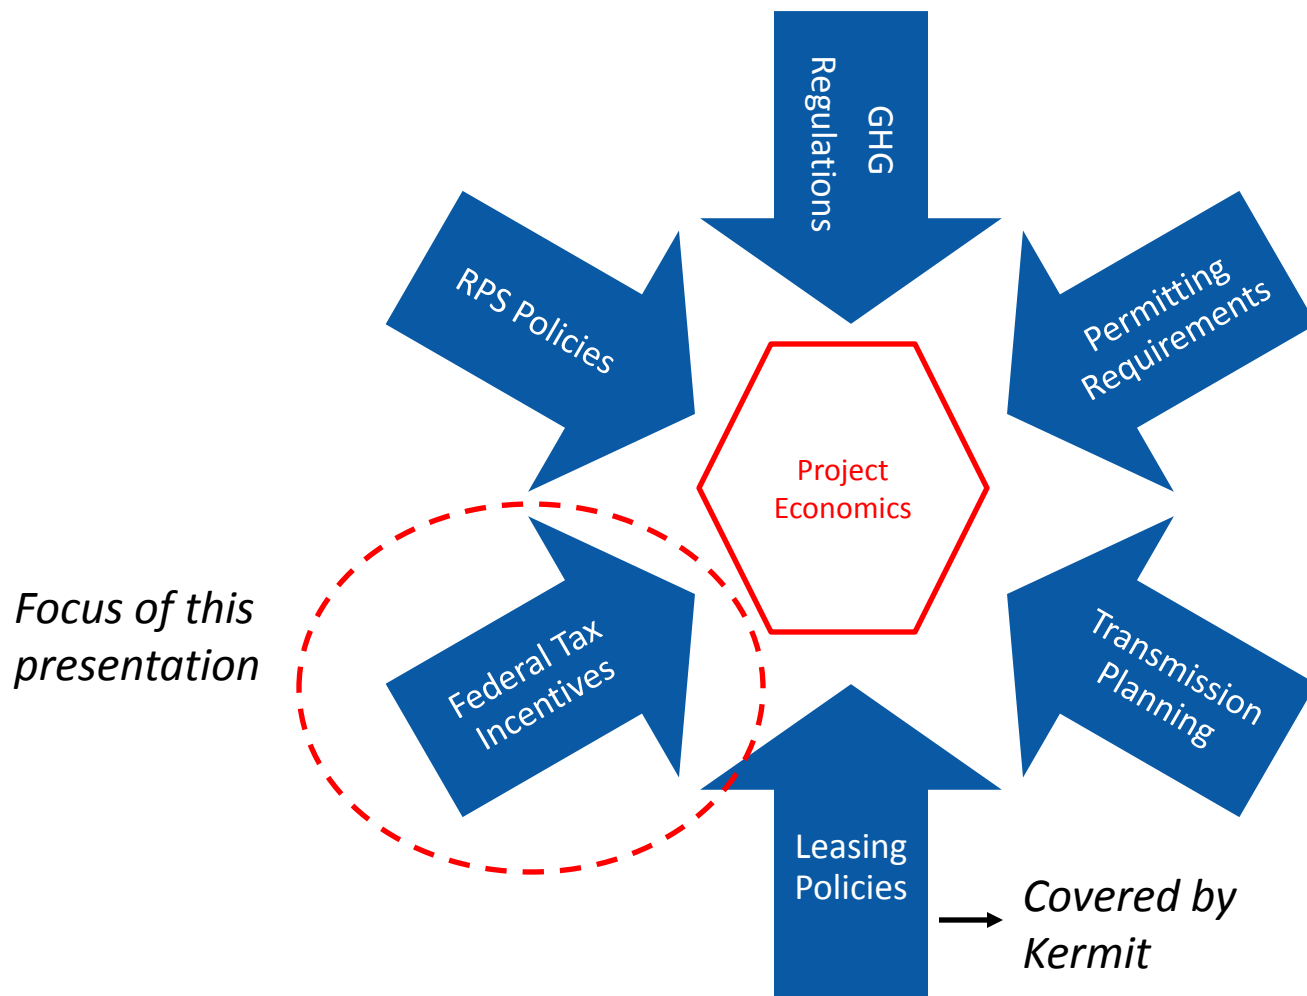 GHG
Regulations
RPS Policies
Permitting
Requirements
Project
Economics
Focus of this
presentation
Federal Tax
Incentives
Transmission
Planning
Leasing
Policies
Covered by
Kermit